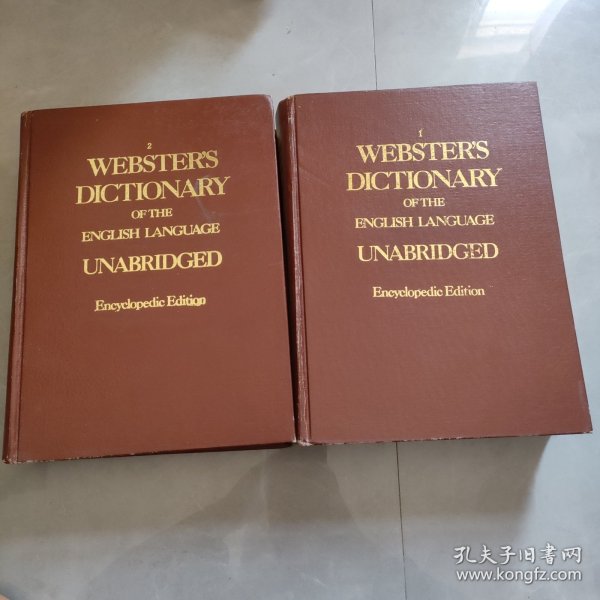 2
WEBSTER'S
DICTIONARY
OF THE
ENGLISH LANGUAGE
UNABRIDGED
Encyclopedic Edition
1
WEBSTER'S
DICTIONARY
OF THE
ENGLISH LANGUAGE
UNABRIDGED
Encyclopedic Edition
孔夫子旧书网
www.kongfz.com